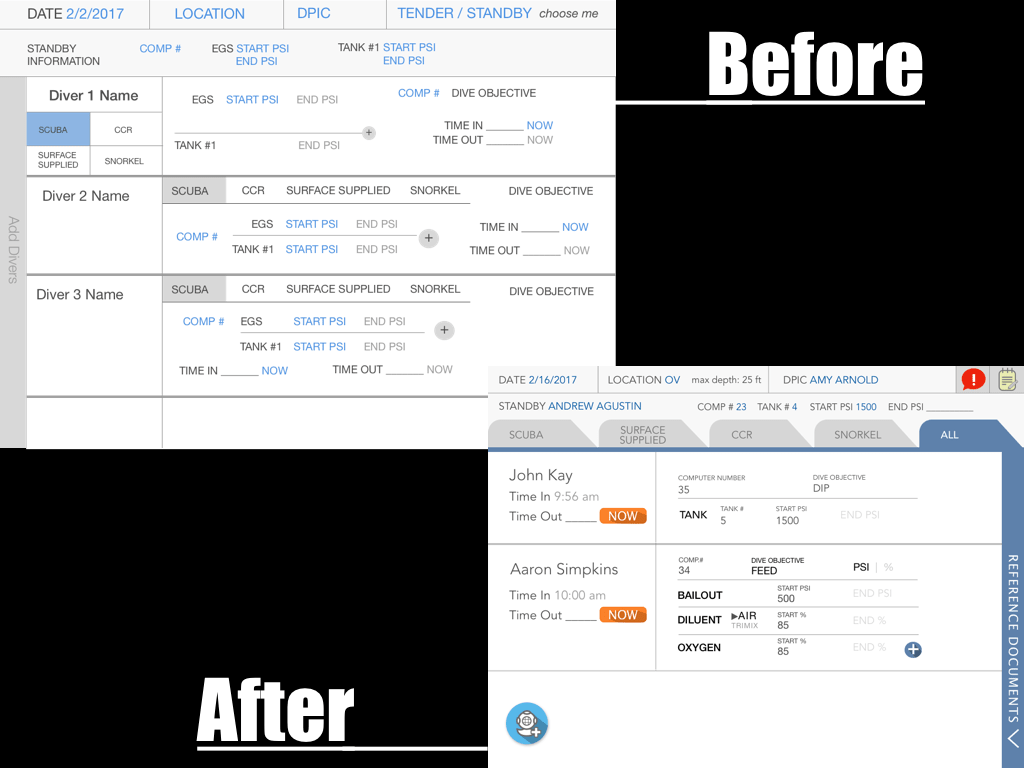 DATE 2/2/2017 LOCATION DPIC TENDER / STANDBY choose me
Before
STANDBY INFORMATION
COMP #
EGS START PSI
END PSI
TANK #1 START PSI
END PSI
Add Divers
Diver 1 Name
SCUBA CCR
SURFACE SUPPLIED SNORKEL
EGS START PSI END PSI
+
TANK #1 END PSI
COMP # DIVE OBJECTIVE
TIME IN ______ NOW
TIME OUT ______ NOW
Diver 2 Name
SCUBA CCR SURFACE SUPPLIED SNORKEL DIVE OBJECTIVE
COMP #
EGS START PSI END PSI
+
TANK #1 START PSI END PSI
TIME IN ______ NOW
TIME OUT ______ NOW
Diver 3 Name
SCUBA CCR SURFACE SUPPLIED SNORKEL DIVE OBJECTIVE
COMP # EGS START PSI END PSI
+
TANK #1 START PSI END PSI
TIME IN ______ NOW TIME OUT ______ NOW
After
DATE 2/16/2017 LOCATION OV max depth: 25 ft DPIC AMY ARNOLD !
STANDBY ANDREW AGUSTIN COMP # 23 TANK # 4 START PSI 1500 END PSI ________
SCUBA SURFACE SUPPLIED CCR SNORKEL ALL
John Kay
Time In 9:56 am
Time Out _____ NOW
COMPUTER NUMBER DIVE OBJECTIVE
35 DIP
TANK # START PSI
TANK 5 1500 END PSI
Aaron Simpkins
Time In 10:00 am
Time Out _____ NOW
COMP.# DIVE OBJECTIVE
34 FEED PSI | %
START PSI
BAILOUT 500 END PSI
DILUENT ▶AIR START %
TRIMIX 85 END %
START %
OXYGEN 85 END % +
REFERENCE DOCUMENTS